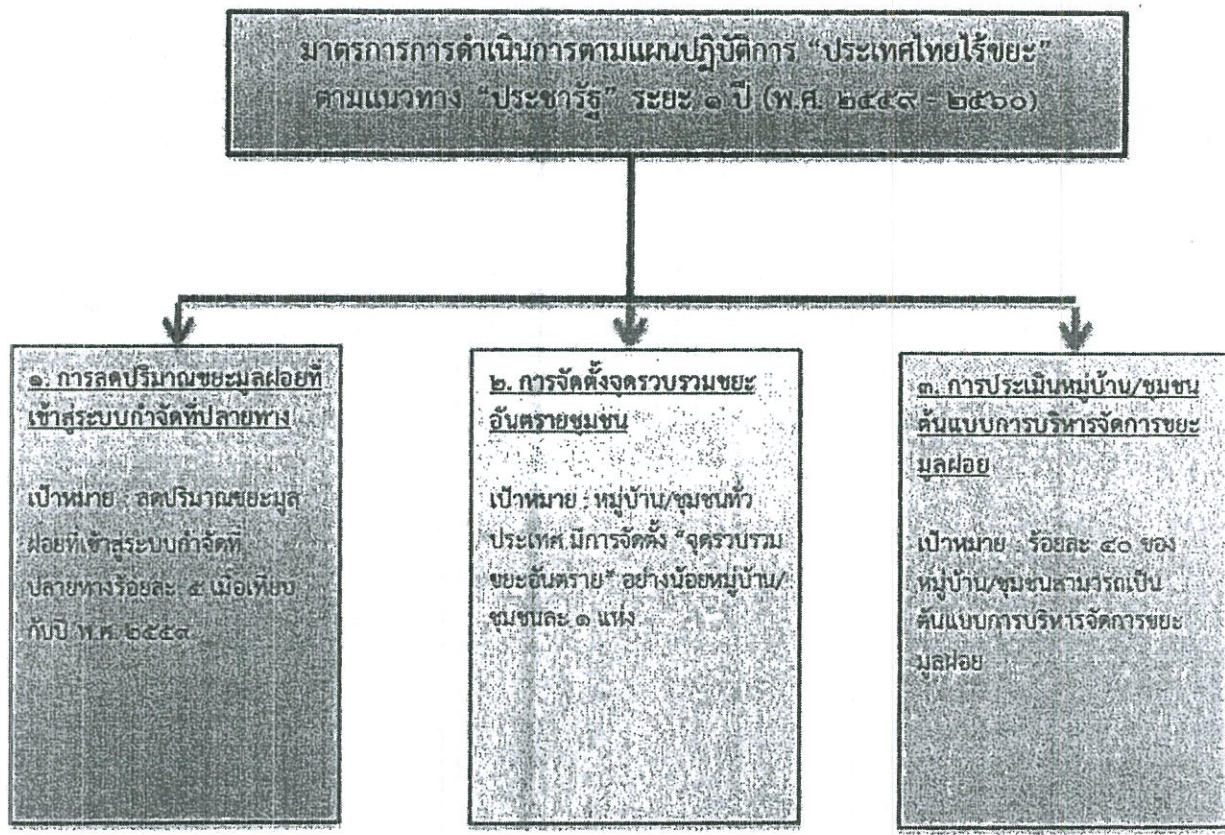 มาตรการการดำเนินการตามแผนปฏิบัติการ “ประเทศไทยไร้ขยะ”
ตามแนวทาง “ประชารัฐ” ระยะ ๑ ปี (พ.ศ. ๒๕๕๙ - ๒๕๖๐)
๑. การลดปริมาณขยะมูลฝอยที่
เข้าสู่ระบบกำจัดที่ปลายทาง
เป้าหมาย : ลดปริมาณขยะมูล
ฝอยที่เข้าสู่ระบบกำจัดที่
ปลายทางร้อยละ ๕ เมื่อเทียบ
กับปี พ.ศ. ๒๕๕๙
๒. การจัดตั้งจุดรวบรวมขยะ
อันตรายชุมชน
เป้าหมาย : หมู่บ้าน/ชุมชนทั่ว
ประเทศ มีการจัดตั้ง “จุดรวบรวม
ขยะอันตราย” อย่างน้อยหมู่บ้าน/
ชุมชนละ ๑ แห่ง
๓. การประเมินหมู่บ้าน/ชุมชน
ต้นแบบการบริหารจัดการขยะ
มูลฝอย
เป้าหมาย : ร้อยละ ๔๐ ของ
หมู่บ้าน/ชุมชนสามารถเป็น
ต้นแบบการบริหารจัดการขยะ
มูลฝอย